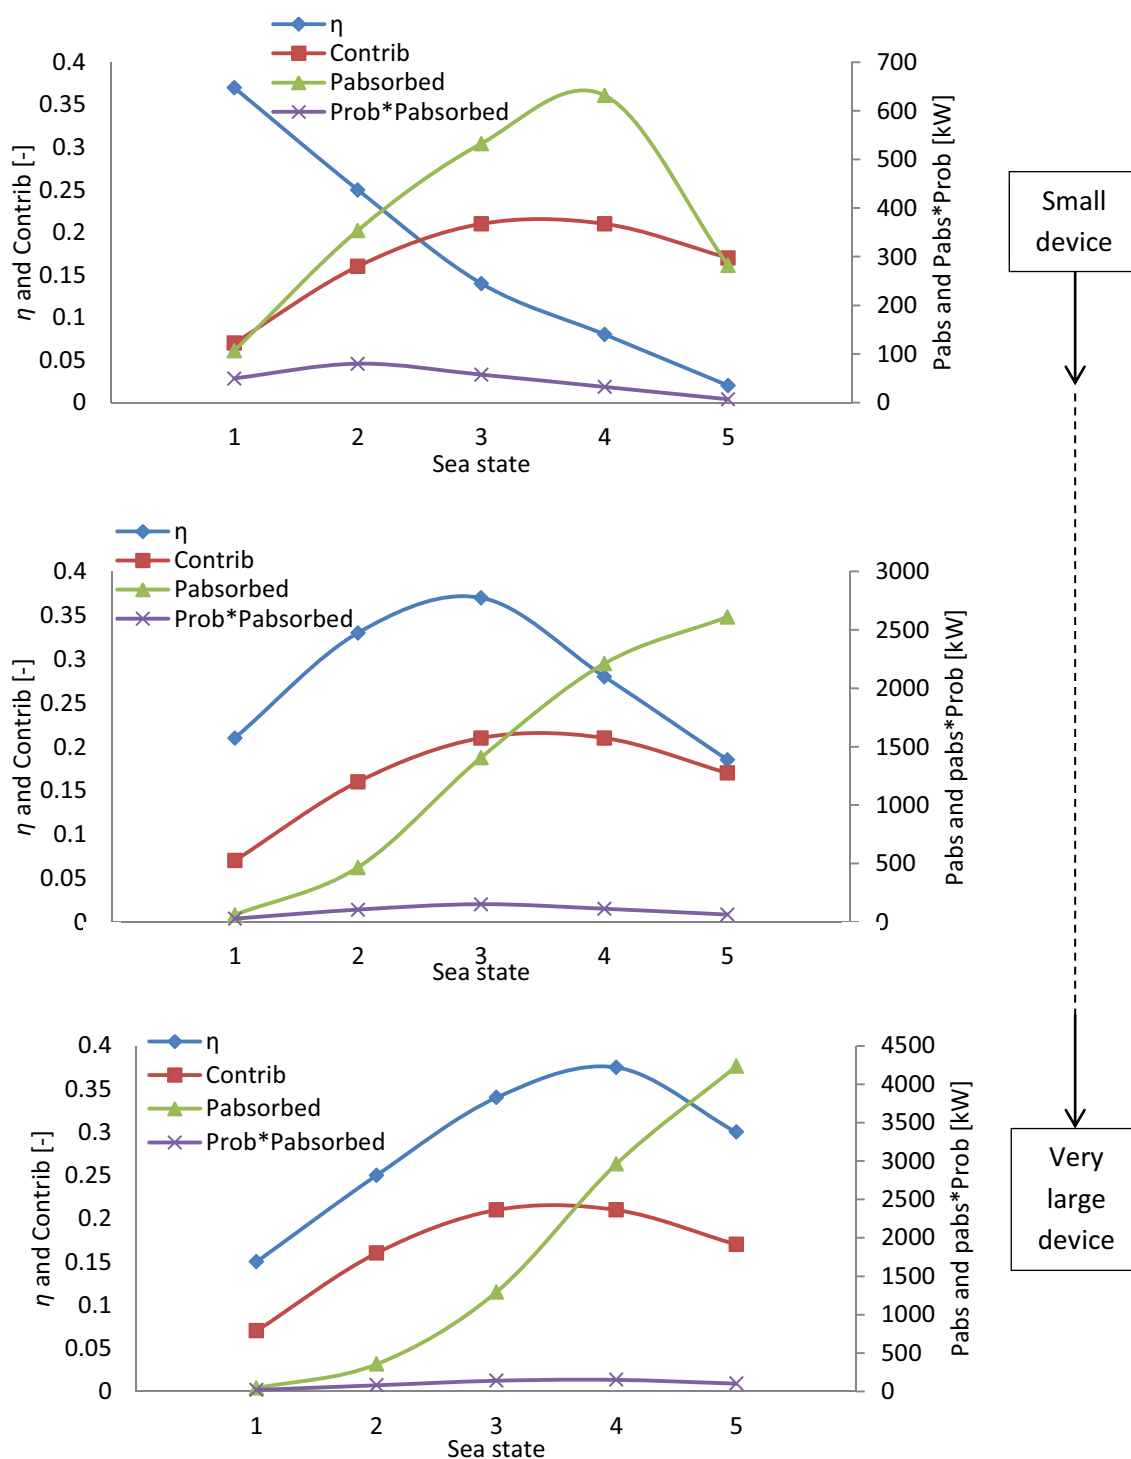 η
Contrib
Pabsorbed
Prob*Pabsorbed
0.4
0.35
0.3
0.25
0.2
0.15
0.1
0.05
0
η and Contrib [-]
700
600
500
400
300
200
100
0
Pabs and Pabs*Prob [kW]
1 2 3 4 5
Sea state
Small
device
η
Contrib
Pabsorbed
Prob*Pabsorbed
0.4
0.35
0.3
0.25
0.2
0.15
0.1
0.05
0
η and Contrib [-]
3000
2500
2000
1500
1000
500
0
Pabs and pabs*Prob [kW]
1 2 3 4 5
Sea state
η
Contrib
Pabsorbed
Prob*Pabsorbed
0.4
0.35
0.3
0.25
0.2
0.15
0.1
0.05
0
η and Contrib [-]
4500
4000
3500
3000
2500
2000
1500
1000
500
0
Pabs and pabs*Prob [kW]
1 2 3 4 5
Sea state
Very
large
device